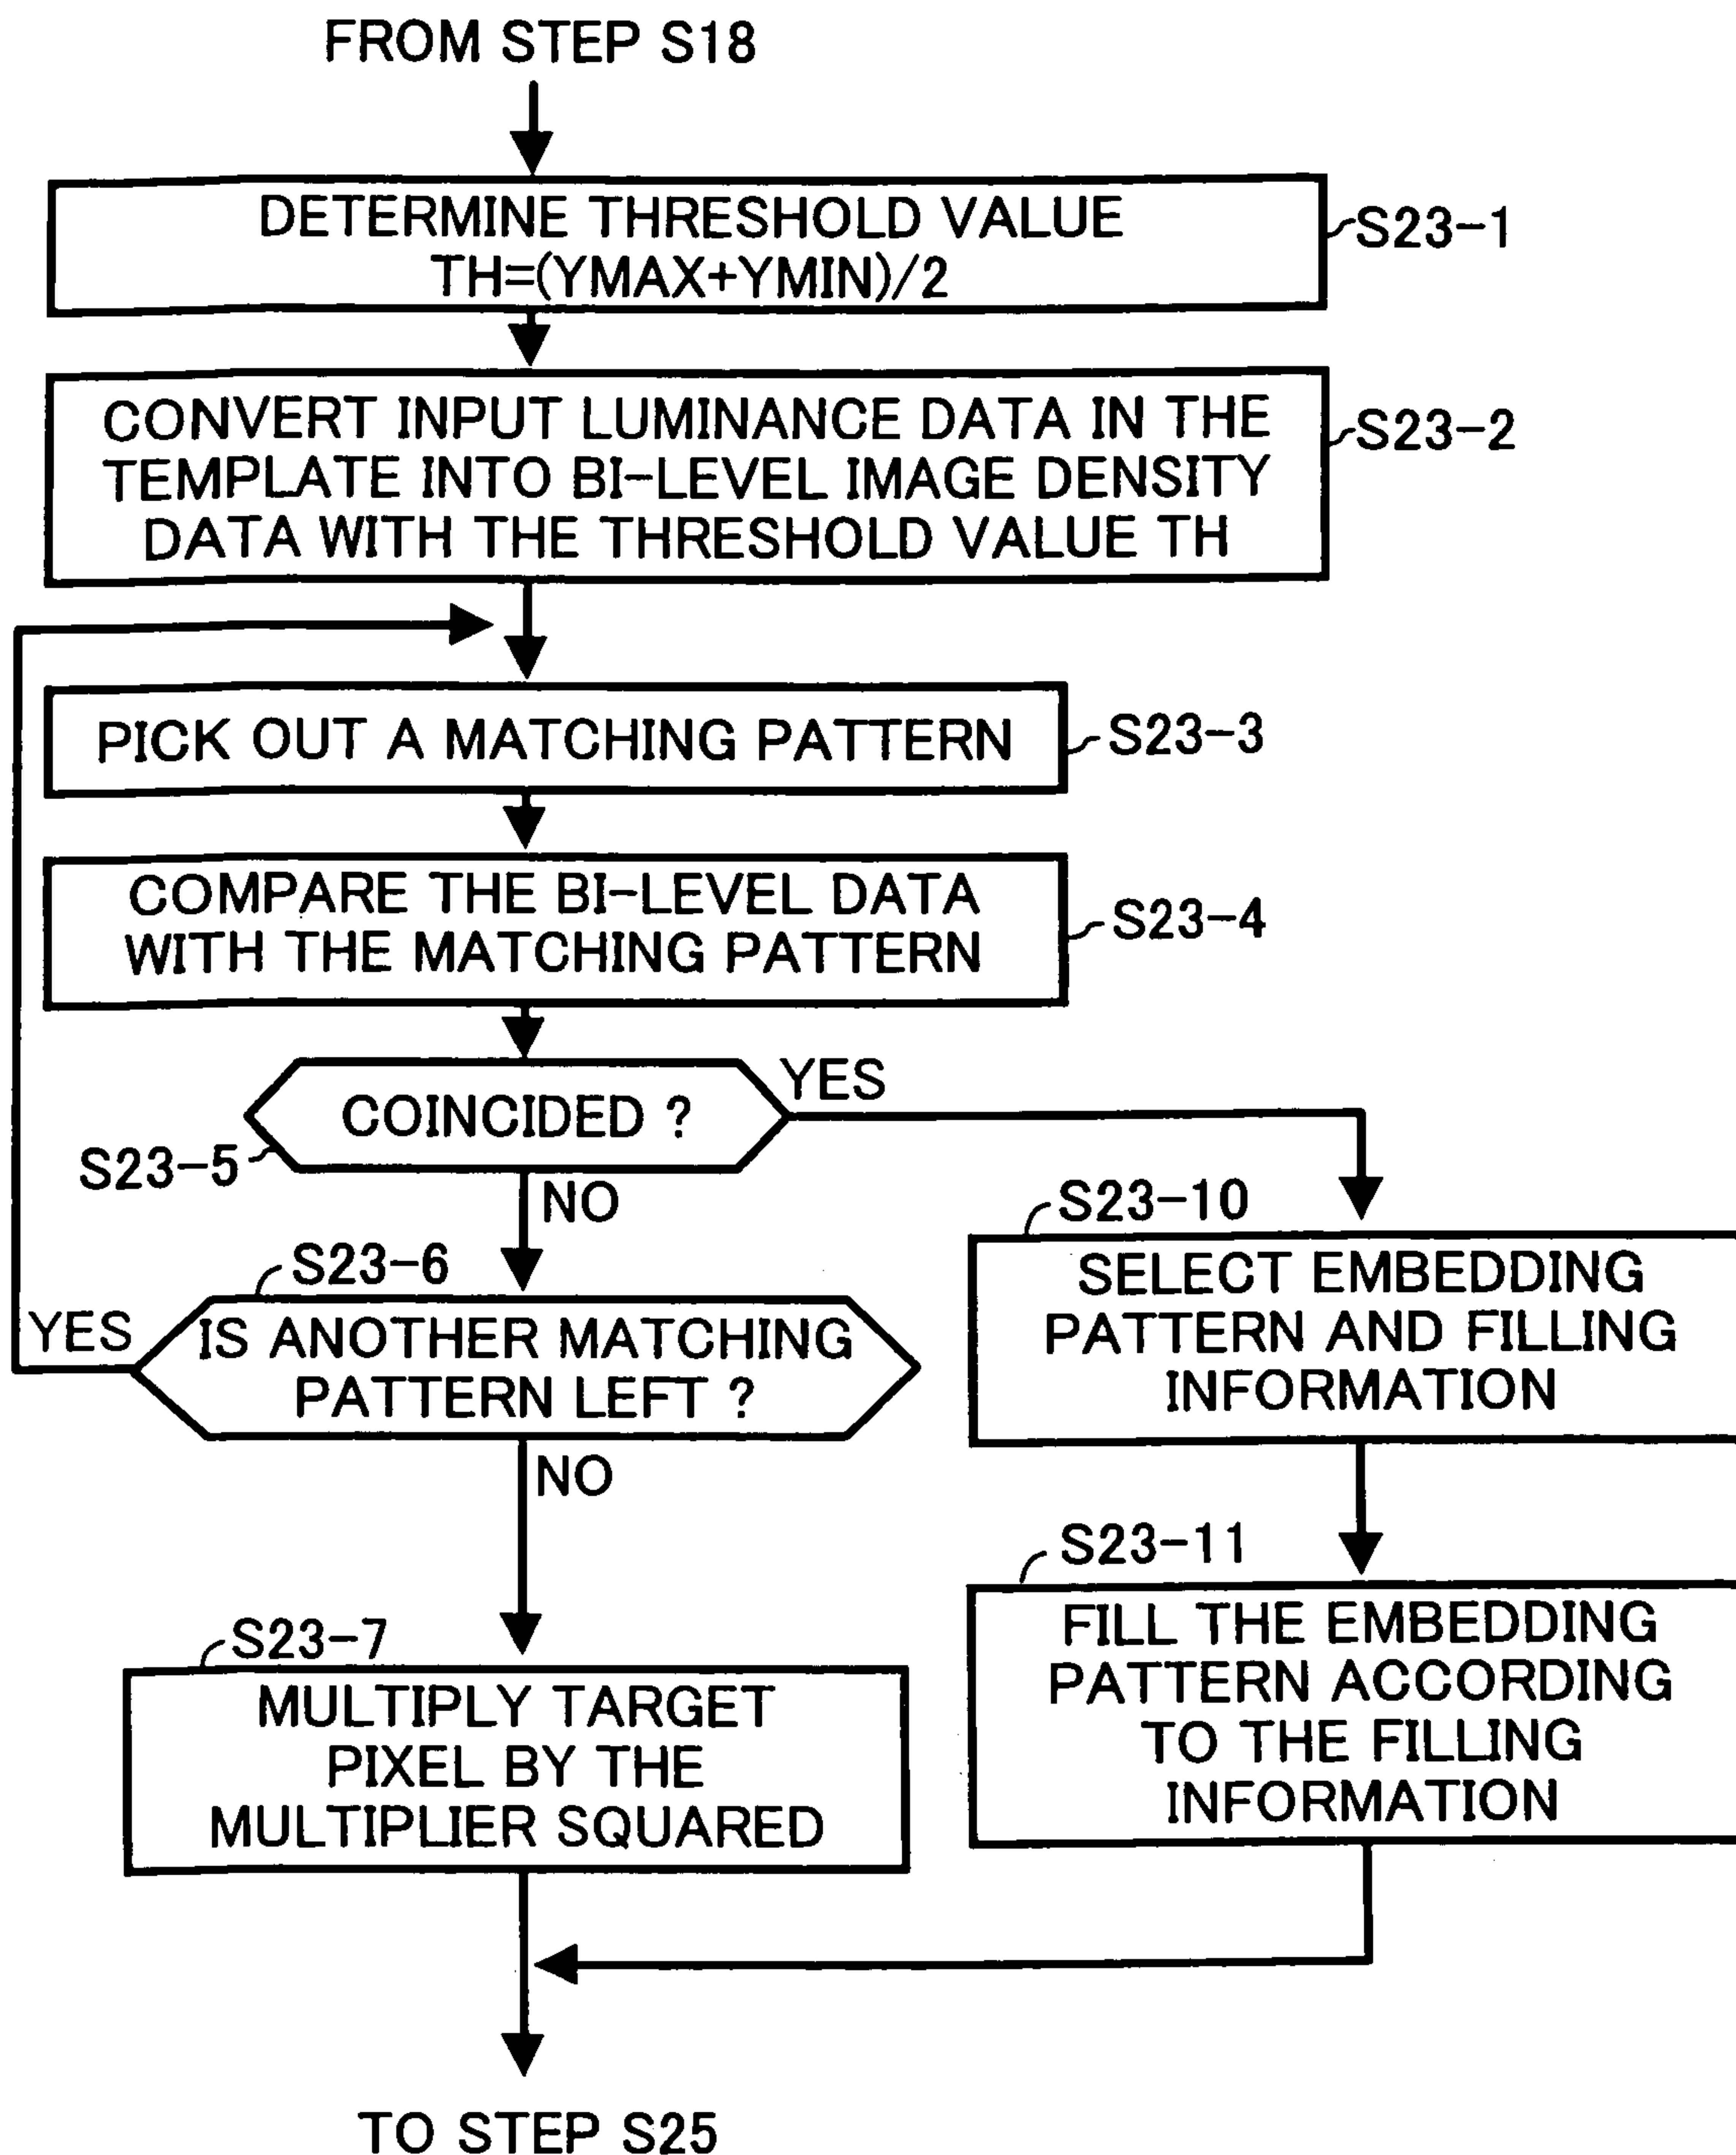 FROM STEP S18
DETERMINE THRESHOLD VALUE
TH=(YMAX+YMIN)/2
S23-1
CONVERT INPUT LUMINANCE DATA IN THE
TEMPLATE INTO BI-LEVEL IMAGE DENSITY
DATA WITH THE THRESHOLD VALUE TH
S23-2
PICK OUT A MATCHING PATTERN
S23-3
COMPARE THE BI-LEVEL DATA
WITH THE MATCHING PATTERN
S23-4
COINCIDED ?
YES
S23-5
NO
S23-6
YES
IS ANOTHER MATCHING
PATTERN LEFT ?
NO
S23-10
SELECT EMBEDDING
PATTERN AND FILLING
INFORMATION
S23-11
FILL THE EMBEDDING
PATTERN ACCORDING
TO THE FILLING
INFORMATION
S23-7
MULTIPLY TARGET
PIXEL BY THE
MULTIPLIER SQUARED
TO STEP S25